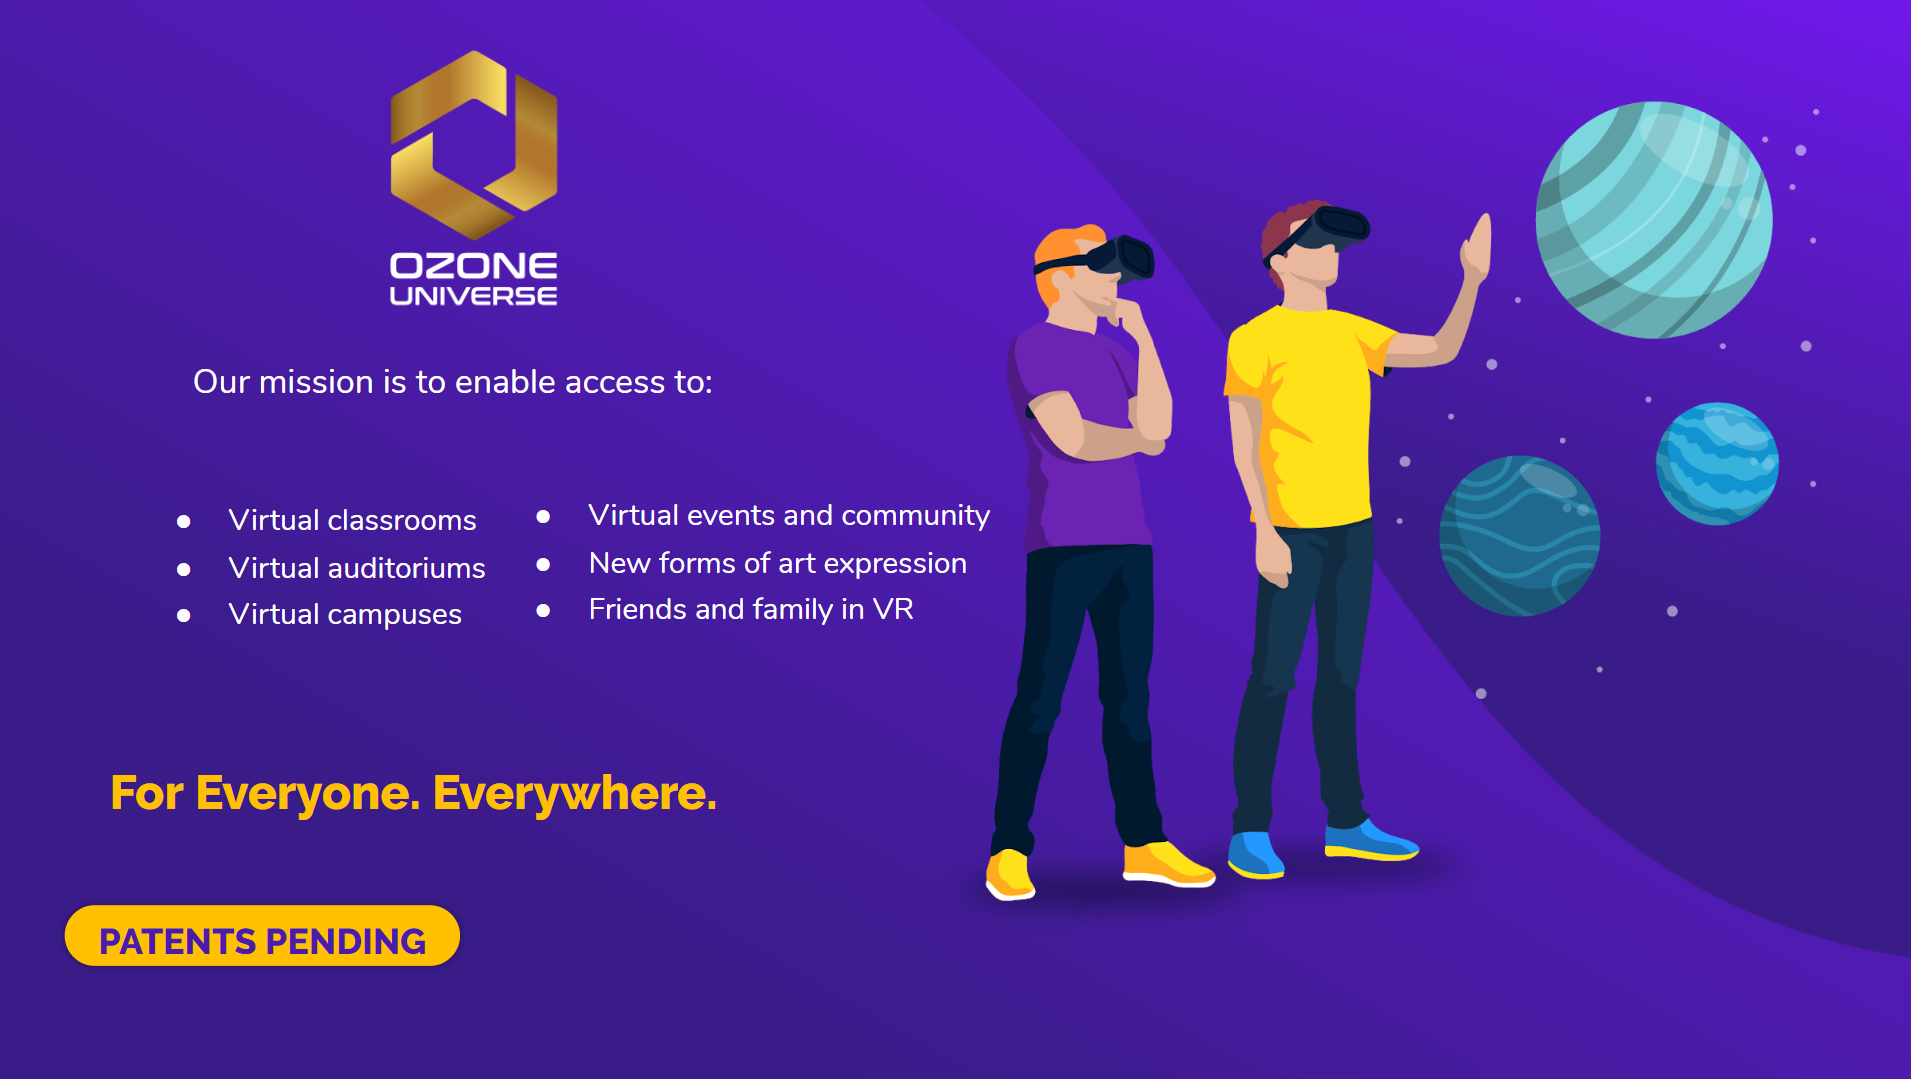 OZONE
UNIVERSE
Our mission is to enable access to:
● Virtual classrooms
● Virtual auditoriums
● Virtual campuses
● Virtual events and community
● New forms of art expression
● Friends and family in VR
For Everyone. Everywhere.
PATENTS PENDING